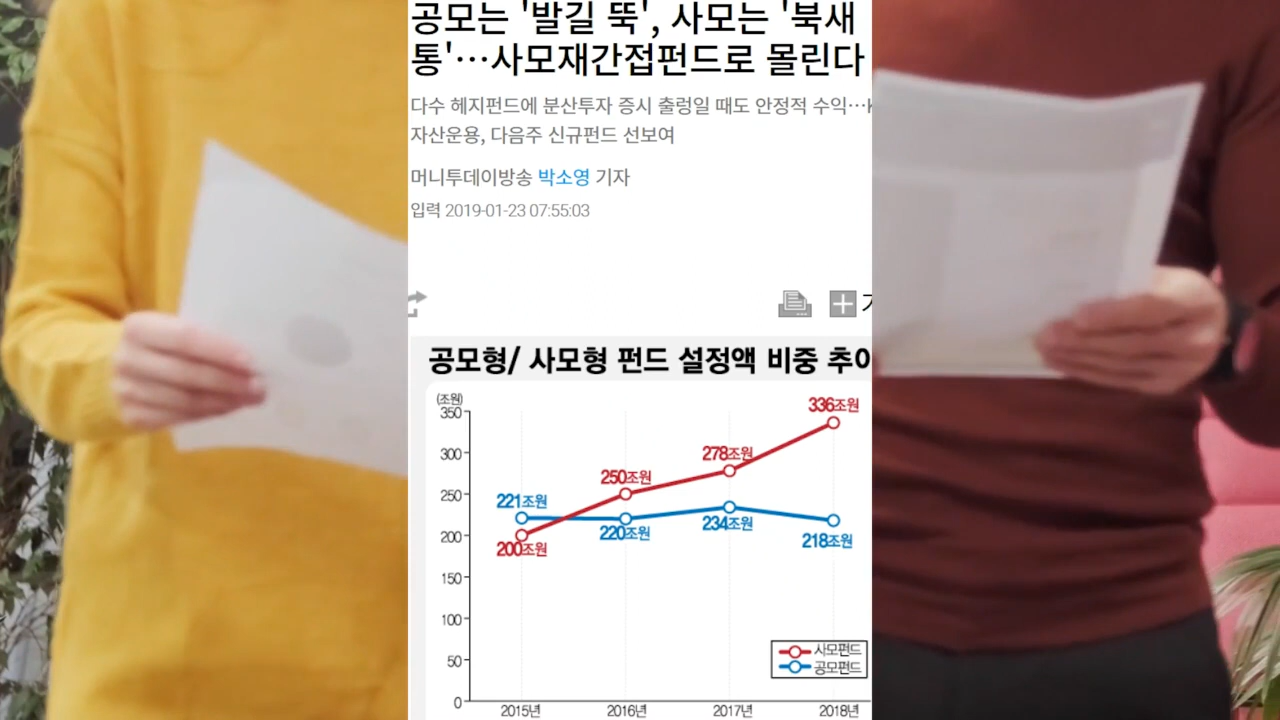 공모는 '발길 뚝', 사모는 '북새
통'…사모재간접펀드로 몰린다
다수 헤지펀드에 분산투자 증시 출렁일 때도 안정적 수익…
자산운용, 다음주 신규펀드 선보여
머니투데이방송 박소영 기자
입력 2019-01-23 07:55:03
공모형/ 사모형 펀드 설정액 비중 추이
(조원)
350
300
250
200
150
100
50
0
336조원
278조원
250조원
221조원
200조원
220조원
234조원
218조원
사모펀드
공모펀드
2015년 2016년 2017년 2018년